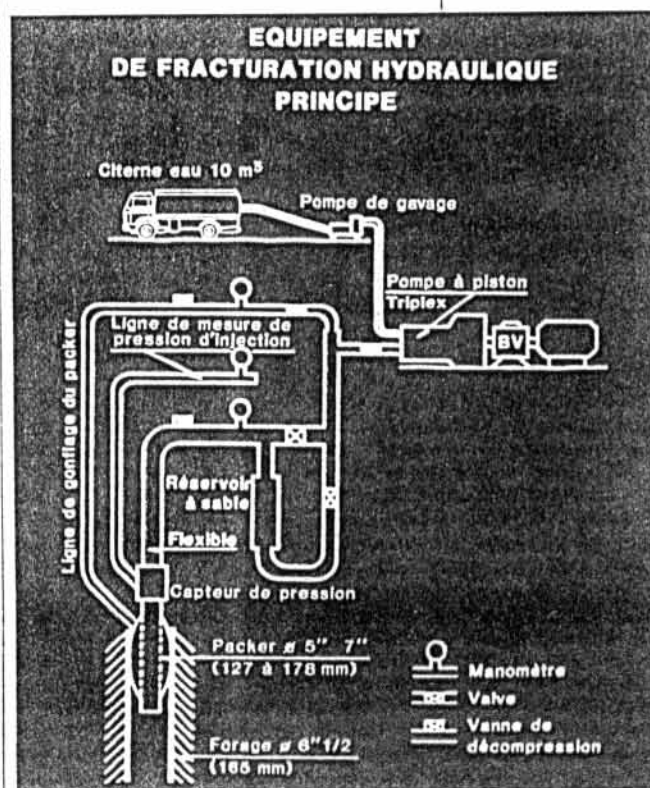 EQUIPEMENT
DE FRACTURATION HYDRAULIQUE
PRINCIPE
Citerne eau 10 m³
Pompe de gavage
Pompe à piston
Triplex
BV
Ligne de mesure de
pression d'injection
Ligne de gonflage du packer
Réservoir
à sable
Flexible
Capteur de pression
Packer ø 5" 7"
(127 à 178 mm)
Forage ø 6" 1/2
(165 mm)
Manomètre
Valve
Vanne de
décompression